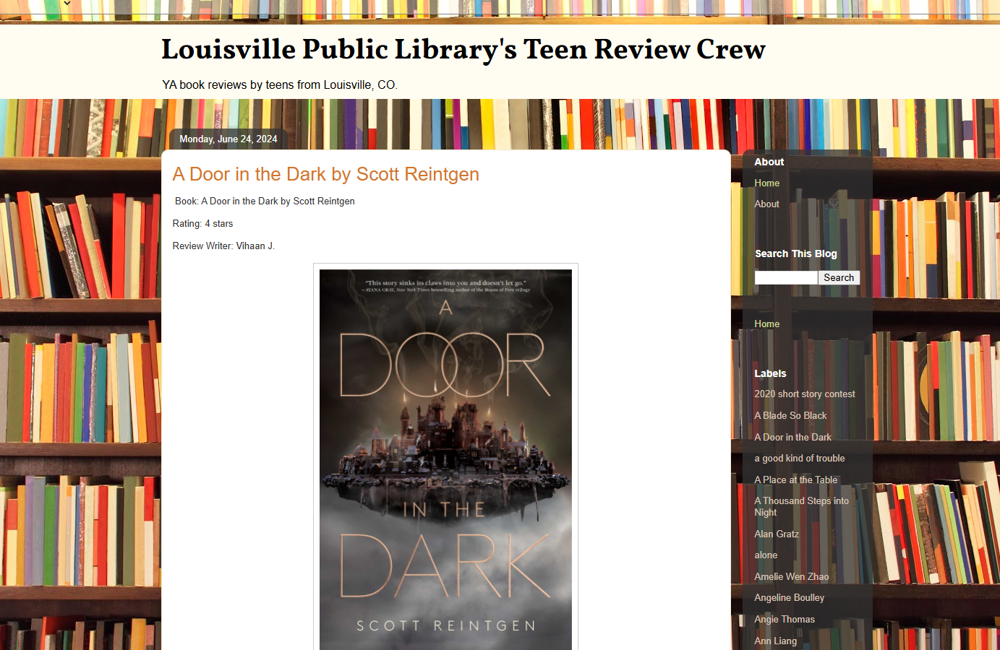 Louisville Public Library's Teen Review Crew
YA book reviews by teens from Louisville, CO.
Monday, June 24, 2024
A Door in the Dark by Scott Reintgen
Book: A Door in the Dark by Scott Reintgen
Rating: 4 stars
Review Writer: Vihaan J.
"This story sinks its claws into you and doesn't let go."
—AYANA GRAY, New York Times bestselling author of the Beasts of Prey trilogy
A
DOOR
IN THE
DARK
SCOTT REINTGEN
About
Home
About
Search This Blog
Search
Home
Labels
2020 short story contest
A Blade So Black
A Door in the Dark
a good kind of trouble
A Place at the Table
A Thousand Steps into
Night
Alan Gratz
alone
Amelie Wen Zhao
Angeline Boulley
Angie Thomas
Ann Liang